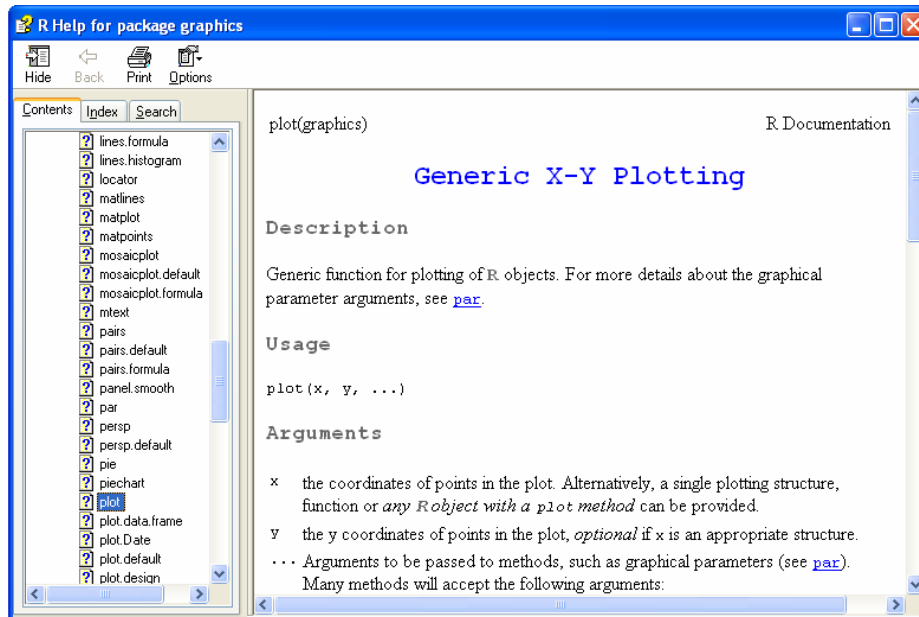 R Help for package graphics
Hide Back Print Options
Contents Index Search
lines.formula
lines.histogram
locator
matlines
matplot
matpoints
mosaicplot
mosaicplot.default
mosaicplot.formula
mtext
pairs
pairs.default
pairs.formula
panel.smooth
par
persp
persp.default
pie
piechart
plot
plot.data.frame
plot.Date
plot.default
plot.design
plot(graphics) R Documentation
Generic X-Y Plotting
Description
Generic function for plotting of R objects. For more details about the graphical
parameter arguments, see par.
Usage
plot(x, y, ...)
Arguments
x the coordinates of points in the plot. Alternatively, a single plotting structure,
function or any R object with a plot method can be provided.
y the y coordinates of points in the plot, optional if x is an appropriate structure.
... Arguments to be passed to methods, such as graphical parameters (see par).
Many methods will accept the following arguments: